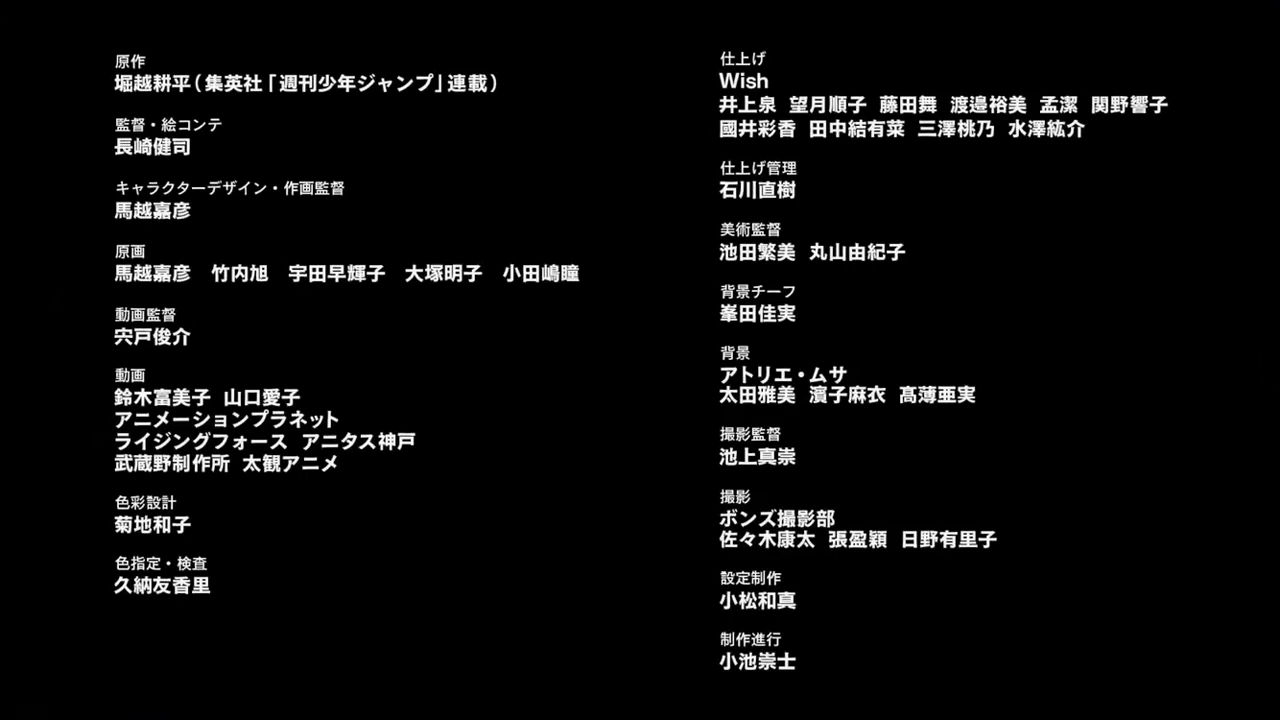 原作
堀越耕平（集英社「週刊少年ジャンプ」連載）
監督・絵コンテ
長崎健司
キャラクターデザイン・作画監督
馬越嘉彦
原画
馬越嘉彦　竹内旭　宇田早輝子　大塚明子　小田嶋瞳
動画監督
宍戸俊介
動画
鈴木富美子　山口愛子
アニメーションプラネット
ライジングフォース　アニタス神戸
武蔵野制作所　太観アニメ
色彩設計
菊地和子
色指定・検査
久納友香里
仕上げ
Wish
井上泉　望月順子　藤田舞　渡邉裕美　孟潔　関野響子
國井彩香　田中結有菜　三澤桃乃　水澤紘介
仕上げ管理
石川直樹
美術監督
池田繁美　丸山由紀子
背景チーフ
峯田佳実
背景
アトリエ・ムサ
太田雅美　濱子麻衣　髙薄亜実
撮影監督
池上真崇
撮影
ボンズ撮影部
佐々木康太　張盈穎　日野有里子
設定制作
小松和真
制作進行
小池崇士